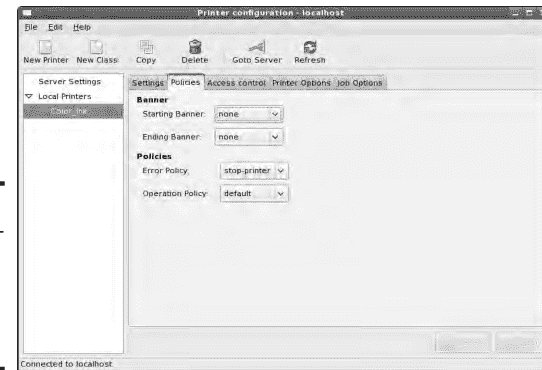 Printer configuration - localhost
File Edit Help
New Printer New Class Copy Delete Goto Server Refresh
Server Settings
Local Printers
Color_ink
Settings Policies Access control Printer Options Job Options
Banner
Starting Banner: none
Ending Banner: none
Policies
Error Policy: stop-printer
Operation Policy: default
Connected to localhost